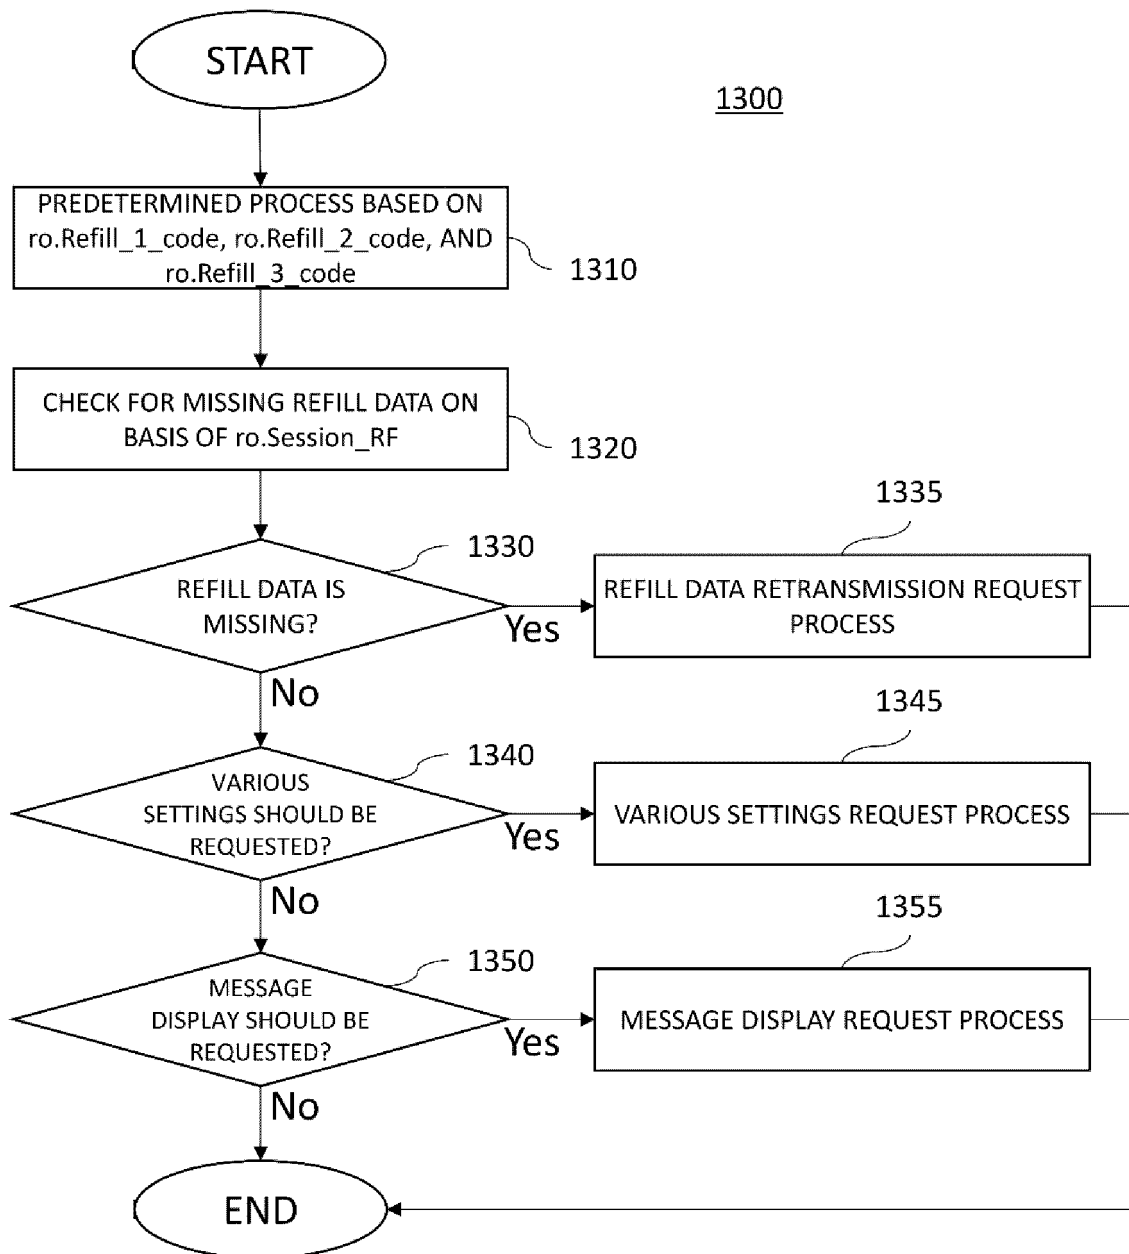 START
1300
PREDETERMINED PROCESS BASED ON
ro.Refill_1_code, ro.Refill_2_code, AND
ro.Refill_3_code
1310
CHECK FOR MISSING REFILL DATA ON
BASIS OF ro.Session_RF
1320
1330
REFILL DATA IS
MISSING?
Yes
No
1335
REFILL DATA RETRANSMISSION REQUEST
PROCESS
1340
VARIOUS
SETTINGS SHOULD BE
REQUESTED?
Yes
No
1345
VARIOUS SETTINGS REQUEST PROCESS
1350
MESSAGE
DISPLAY SHOULD BE
REQUESTED?
Yes
No
1355
MESSAGE DISPLAY REQUEST PROCESS
END